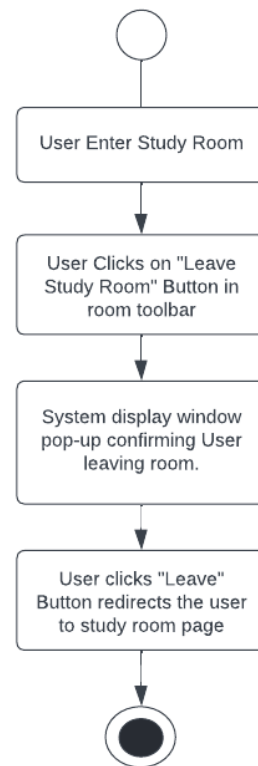 User Enter Study Room
User Clicks on "Leave
Study Room" Button in
room toolbar
System display window
pop-up confirming User
leaving room.
User clicks "Leave"
Button redirects the user
to study room page